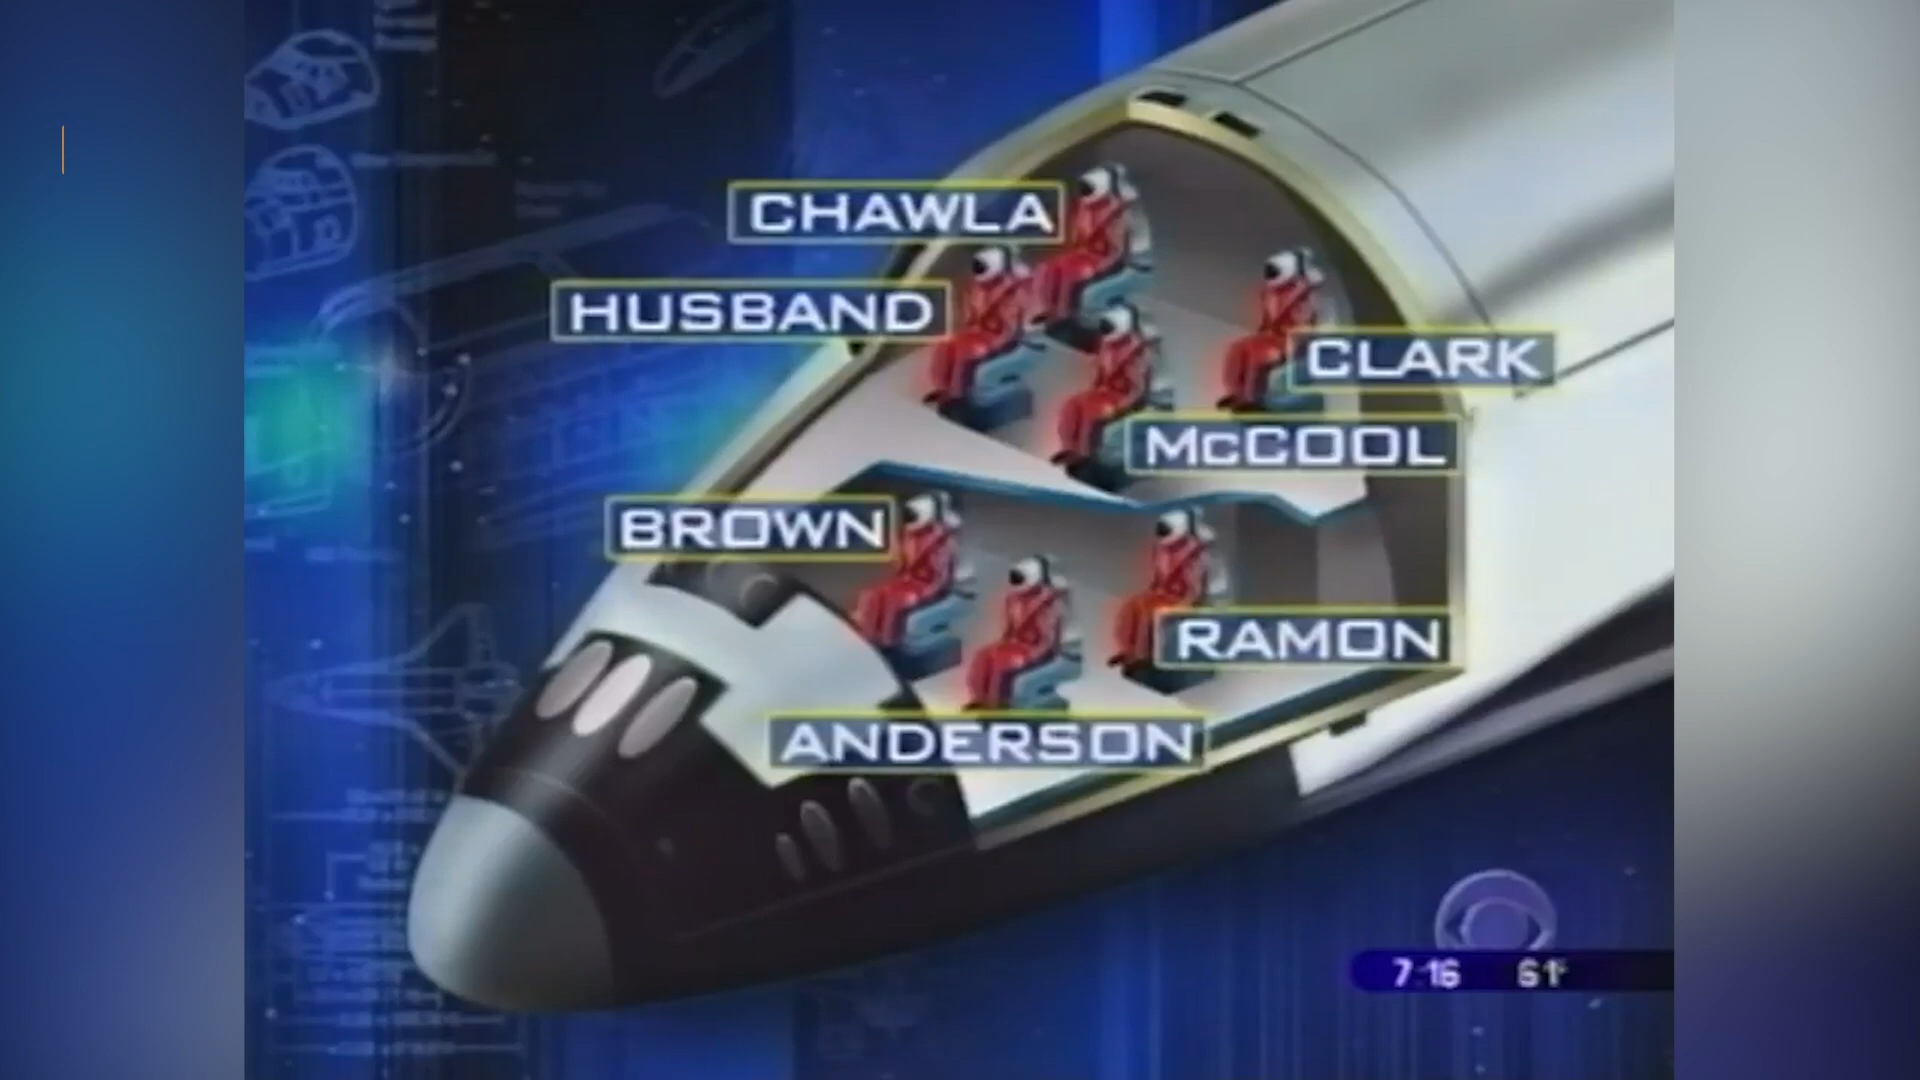 CHAWLA
HUSBAND
CLARK
McCOOL
BROWN
RAMON
ANDERSON
7:16 61°